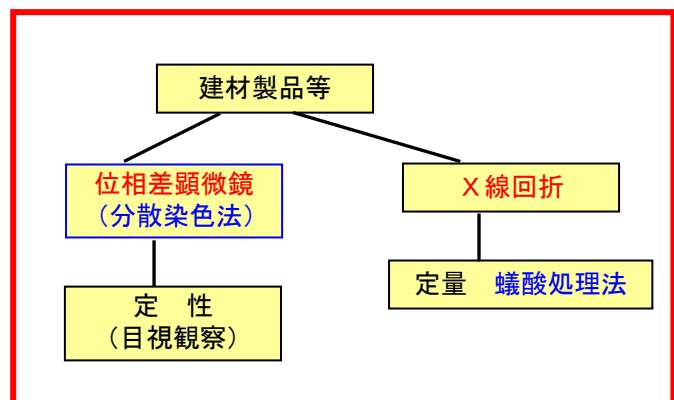 建材製品等
位相差顕微鏡
（分散染色法）
Ｘ線回折
定量　蟻酸処理法
定　性
（目視観察）